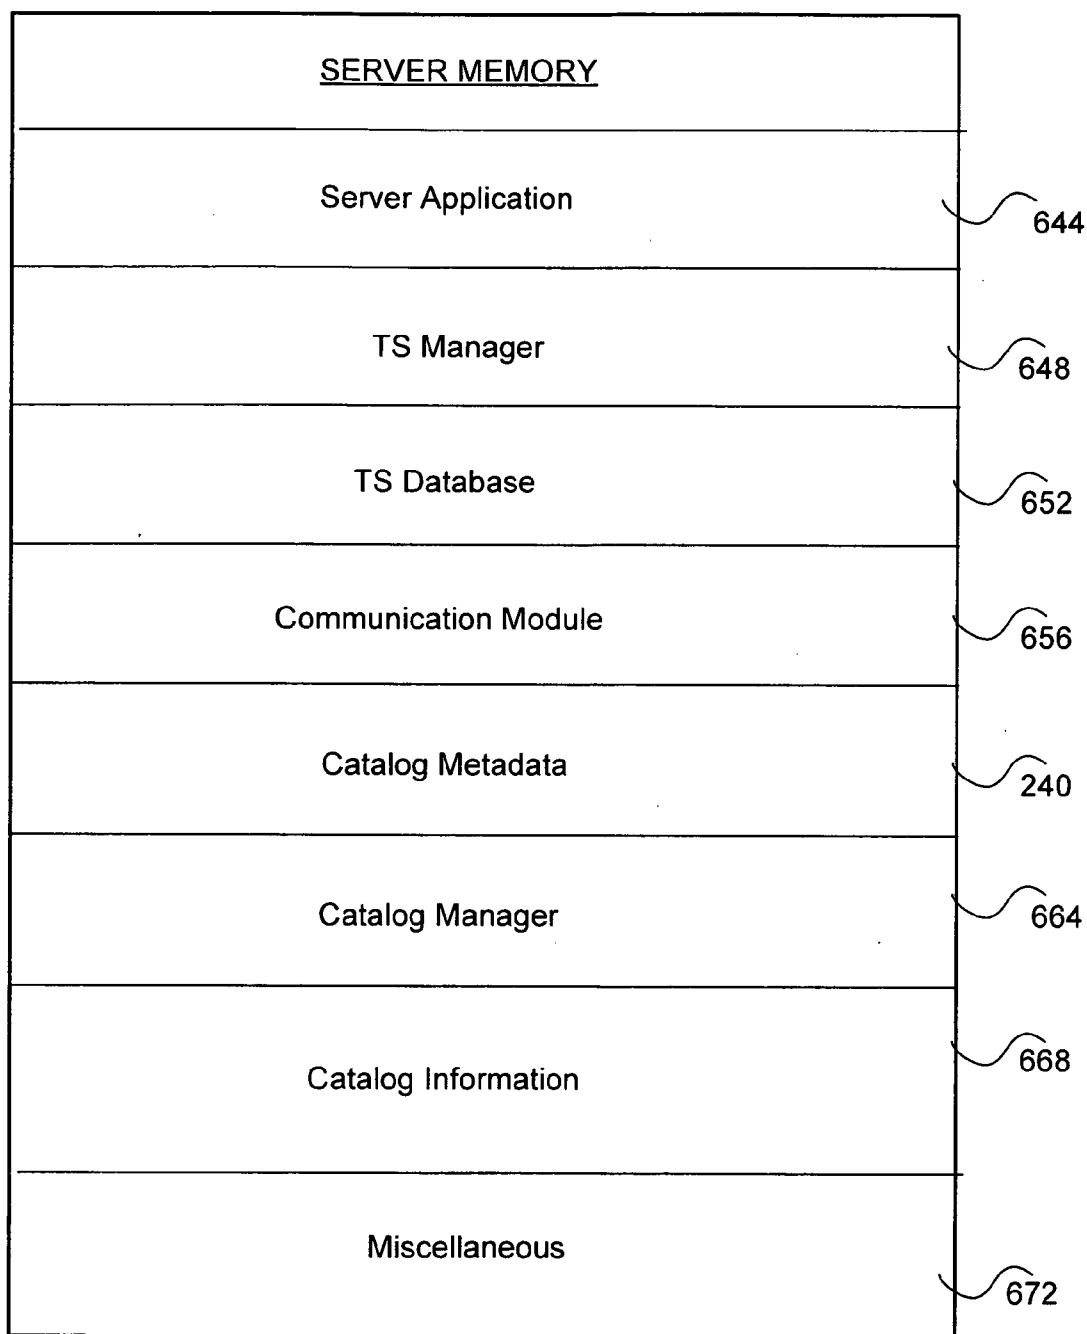 SERVER MEMORY
Server Application
644
TS Manager
648
TS Database
652
Communication Module
656
Catalog Metadata
240
Catalog Manager
664
Catalog Information
668
Miscellaneous
672